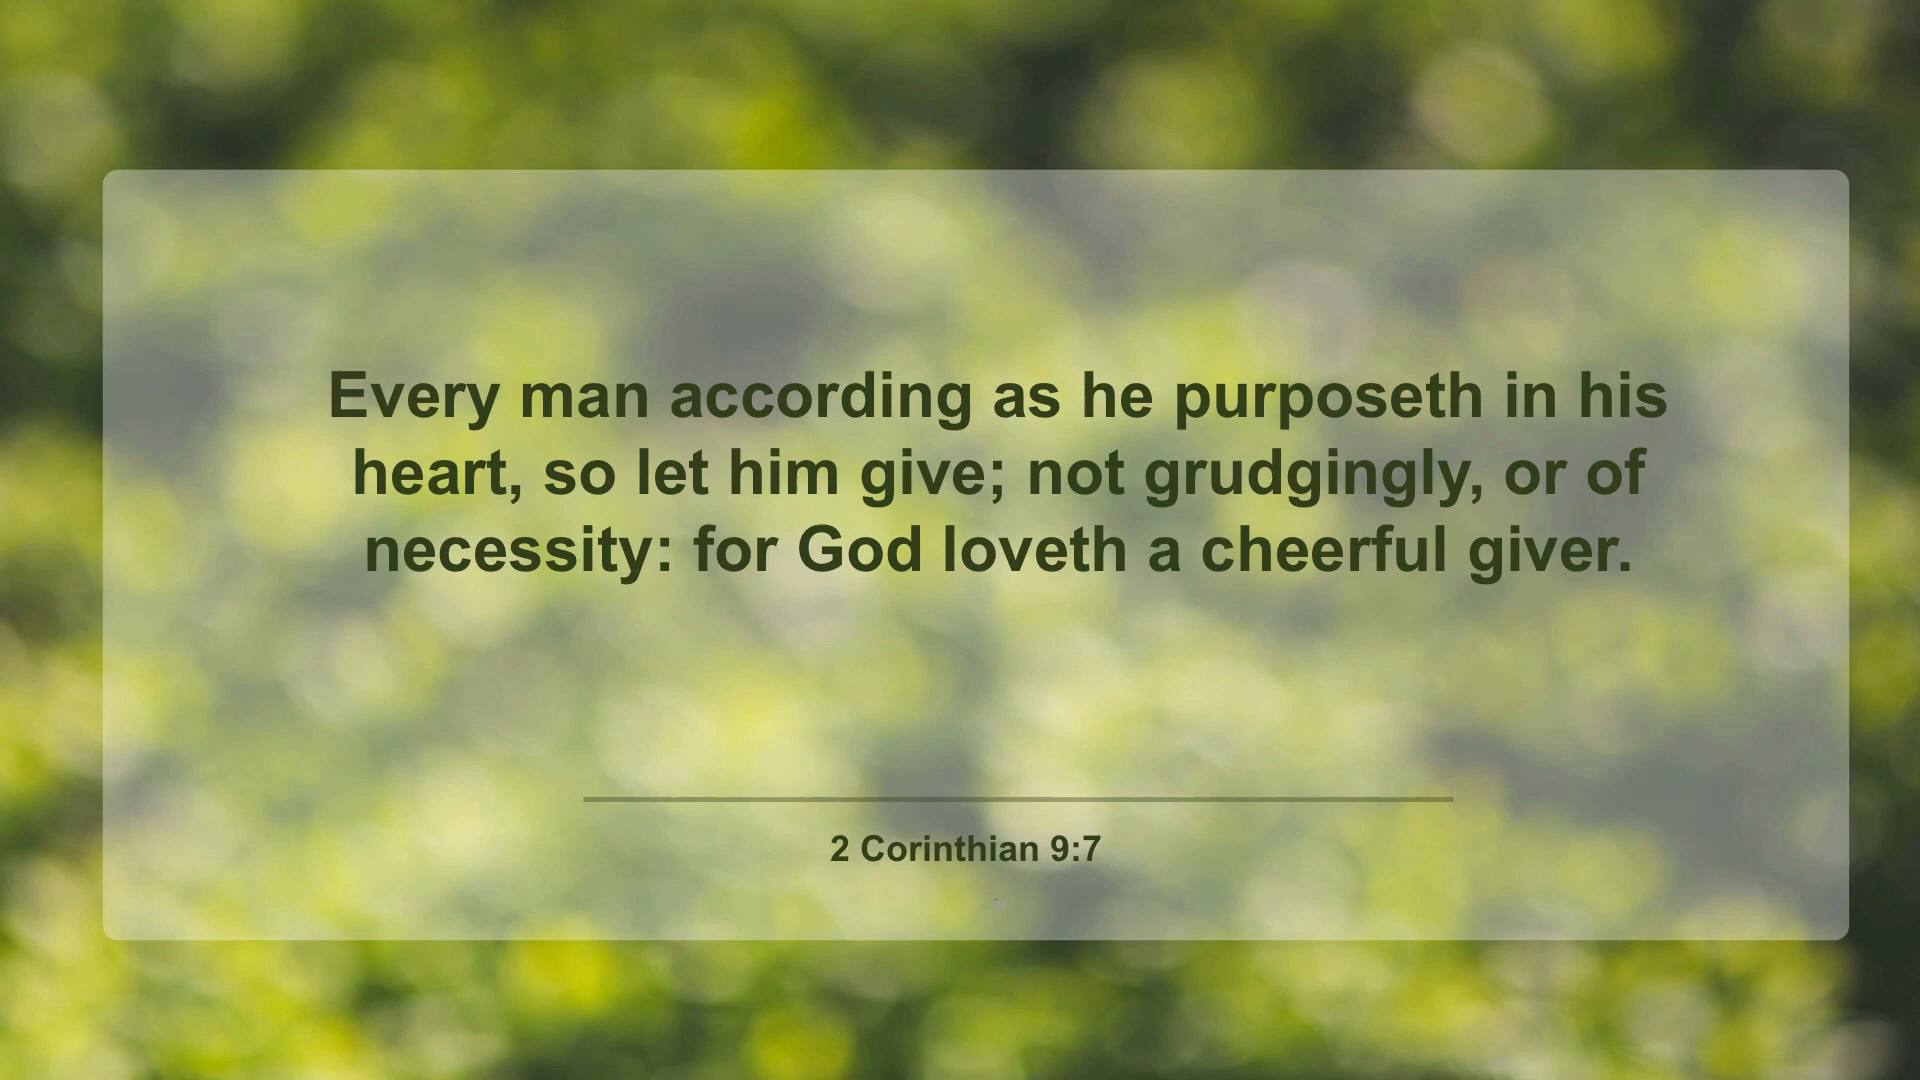 Every man according as he purposeth in his
heart, so let him give; not grudgingly, or of
necessity: for God loveth a cheerful giver.
2 Corinthian 9:7